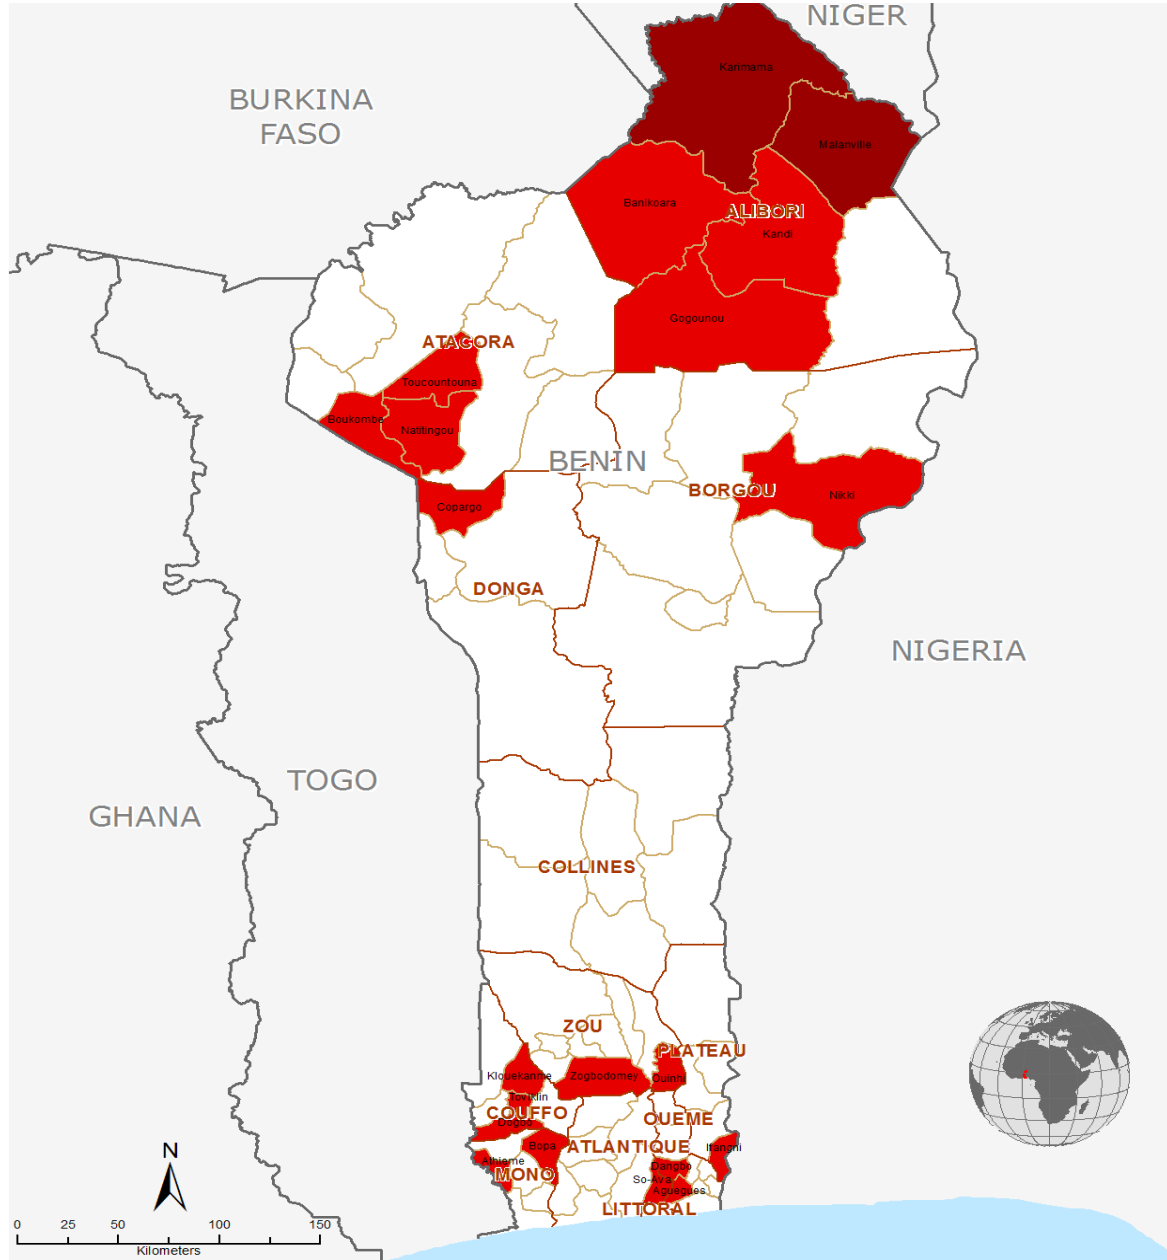 NIGER
Karimama
BURKINA
FASO
Malanville
Banikoara
ALIBORI
Kandi
Gogounou
ATACORA
Toucountouna
Boukombe
Natitingou
BENIN
BORGOU
Nikki
Copargo
DONGA
NIGERIA
TOGO
GHANA
COLLINES
ZOU
PLATEAU
Klouekanme
Zogbodomey
Ouinhi
Toviklin
COUFFO
Dogbo
OUEME
Bopa
ATLANTIQUE
Ifangni
N
Athieme
MONO
Dangbo
So-Ava
Aguegues
LITTORAL
0 25 50 100 150
Kilometers